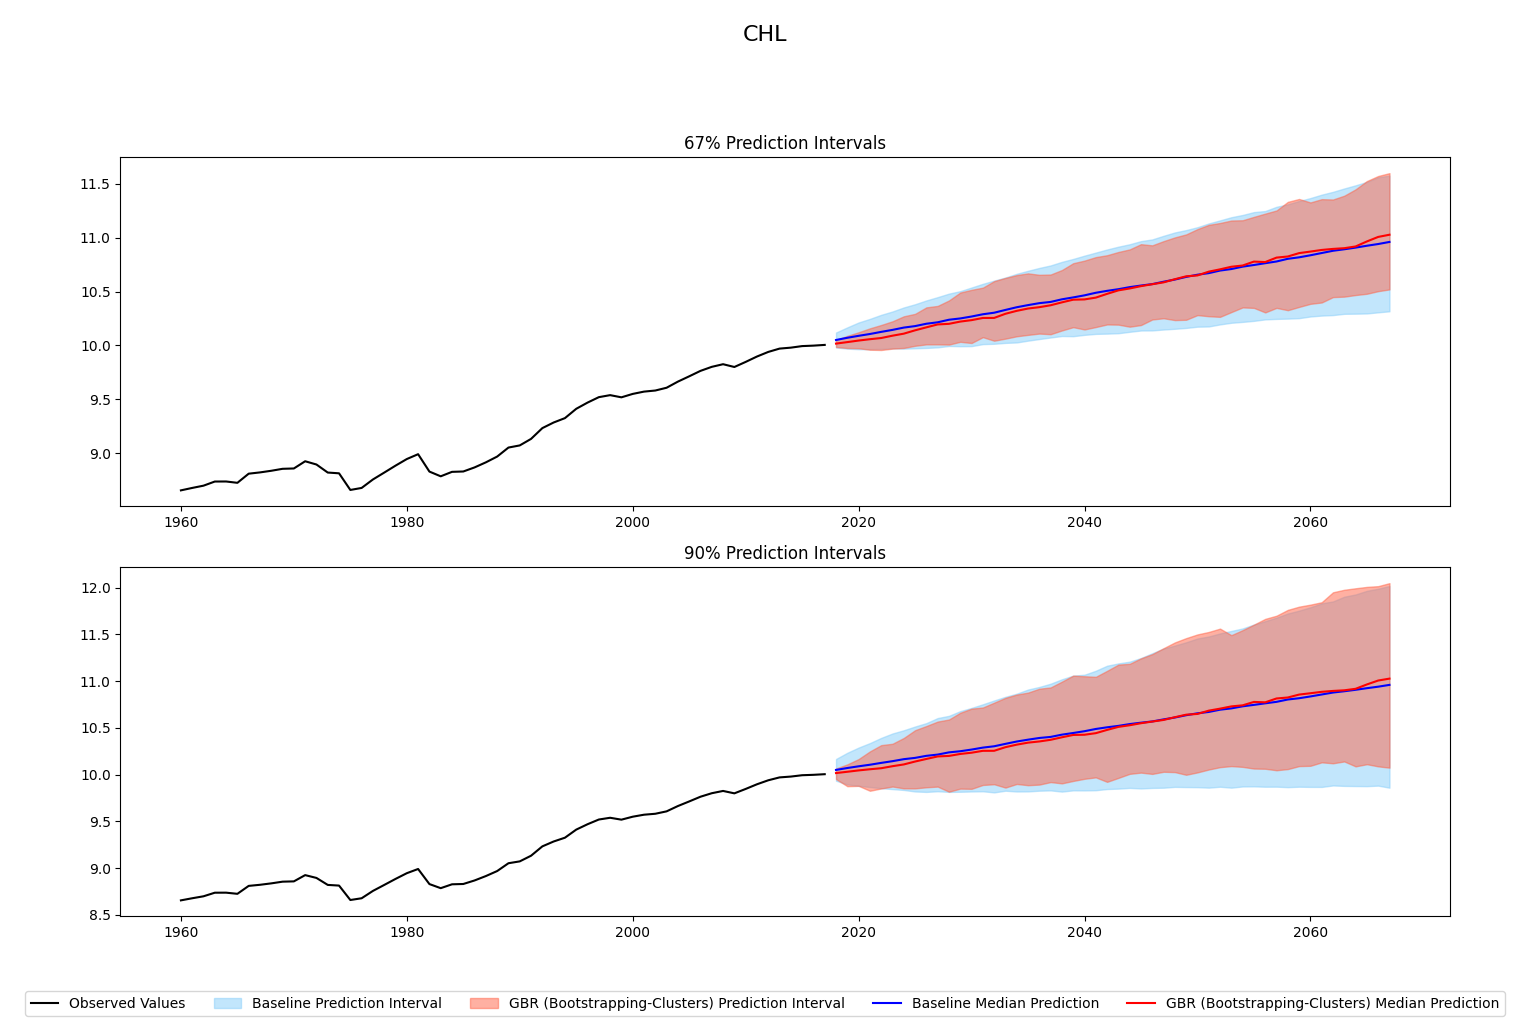 CHL
67% Prediction Intervals
11.5
11.0
10.5
10.0
9.5
9.0
1960 1980 2000 2020 2040 2060
90% Prediction Intervals
12.0
11.5
11.0
10.5
10.0
9.5
9.0
8.5
1960 1980 2000 2020 2040 2060
Observed Values Baseline Prediction Interval GBR (Bootstrapping-Clusters) Prediction Interval Baseline Median Prediction GBR (Bootstrapping-Clusters) Median Prediction